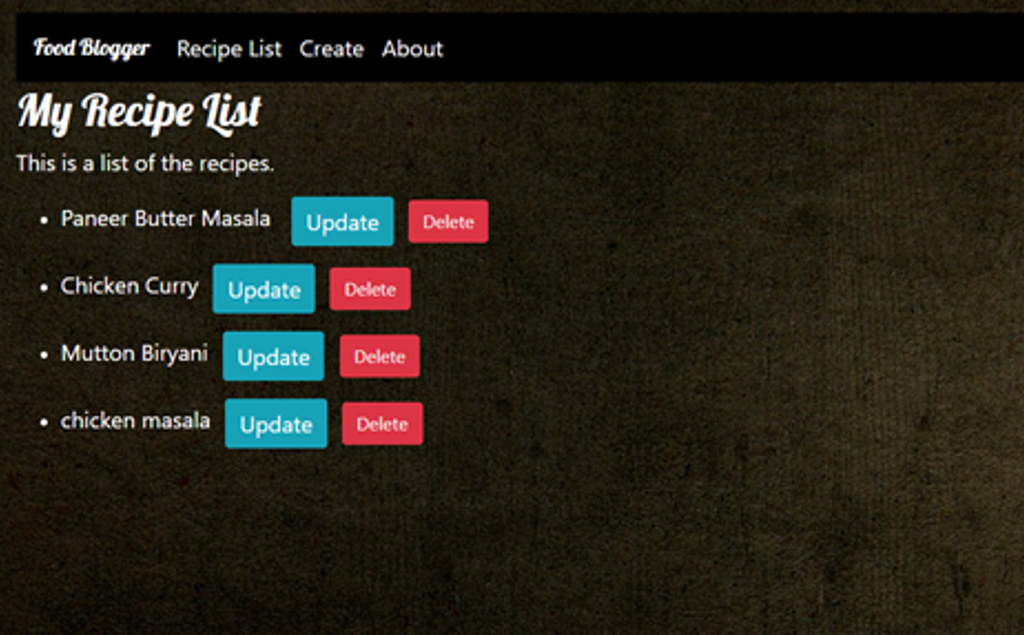 Food Blogger Recipe List Create About
My Recipe List
This is a list of the recipes.
• Paneer Butter Masala Update Delete
• Chicken Curry Update Delete
• Mutton Biryani Update Delete
• chicken masala Update Delete